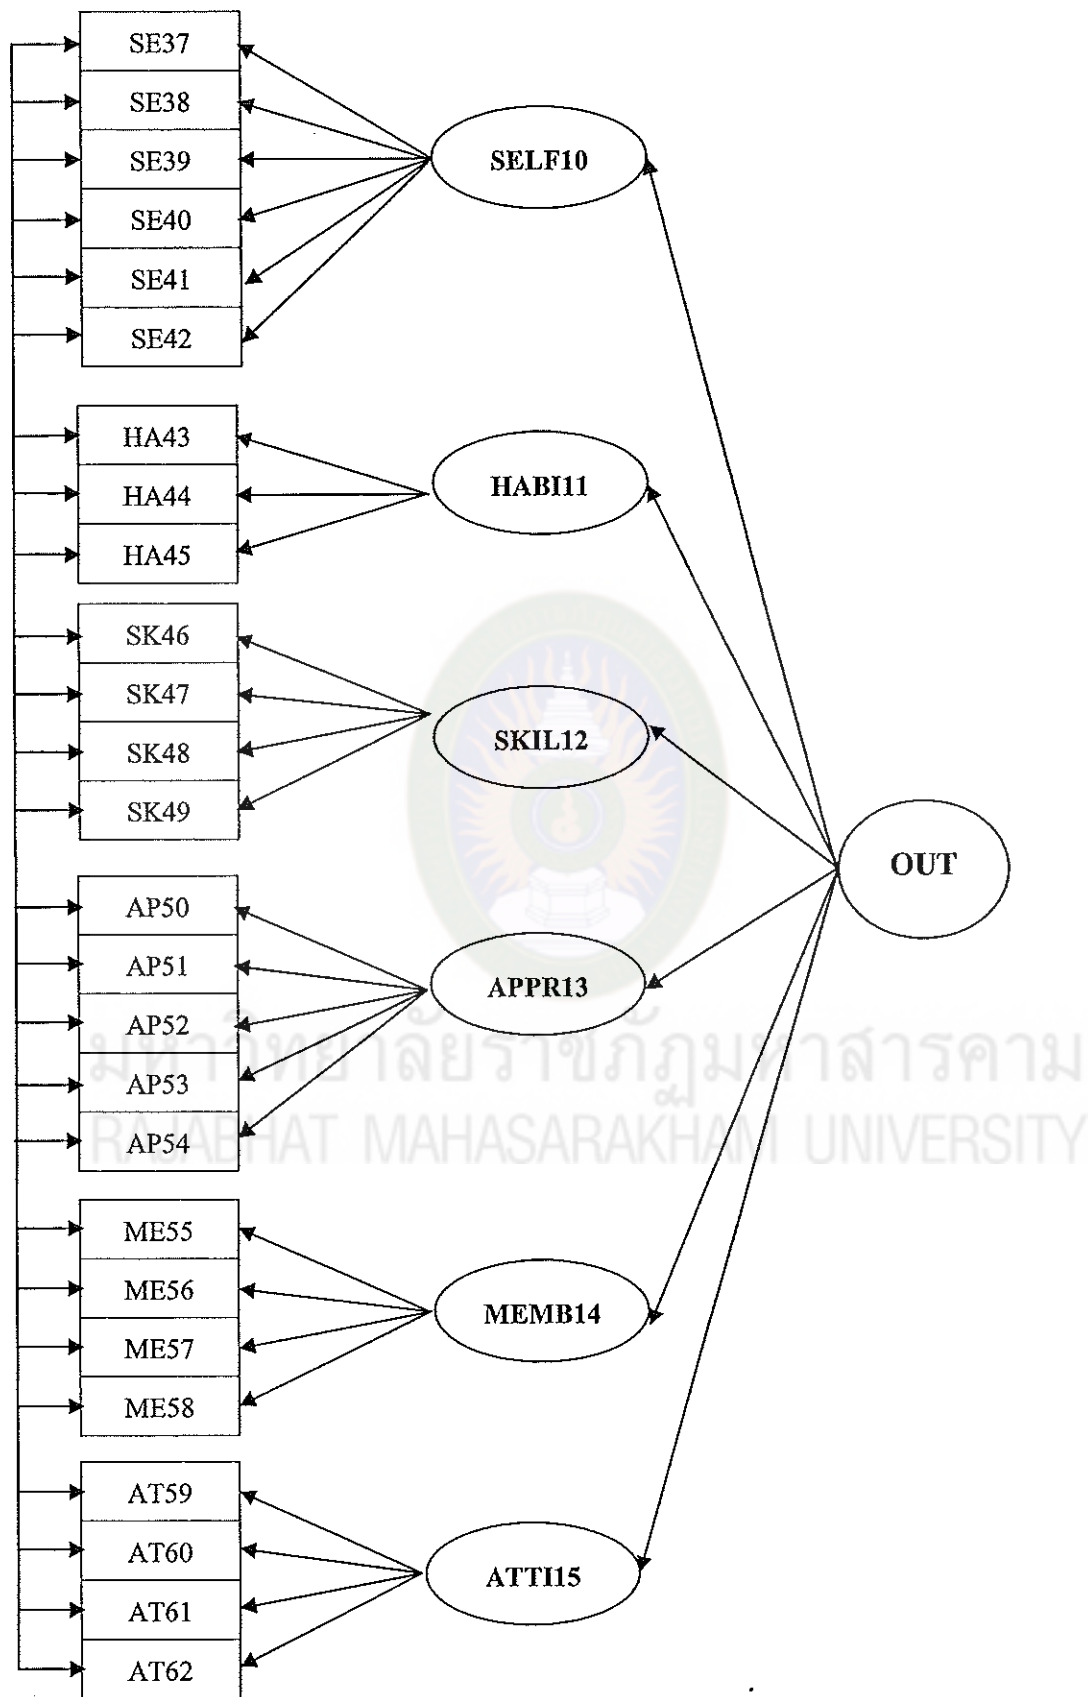 SE37
SE38
SE39
SE40
SE41
SE42
SELF10
HA43
HA44
HA45
HABI11
SK46
SK47
SK48
SK49
SKIL12
OUT
AP50
AP51
AP52
AP53
AP54
APPR13
มหาวิทยาลัยราชภัฏมหาสารคาม
RAJABHAT MAHASARAKHAM UNIVERSITY
ME55
ME56
ME57
ME58
MEMB14
AT59
AT60
AT61
AT62
ATTI15